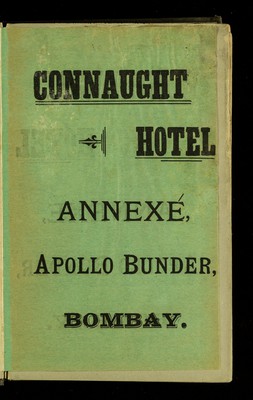 CONNAUGHT
HOTEL
ANNEXÉ,
APOLLO BUNDER,
BOMBAY.